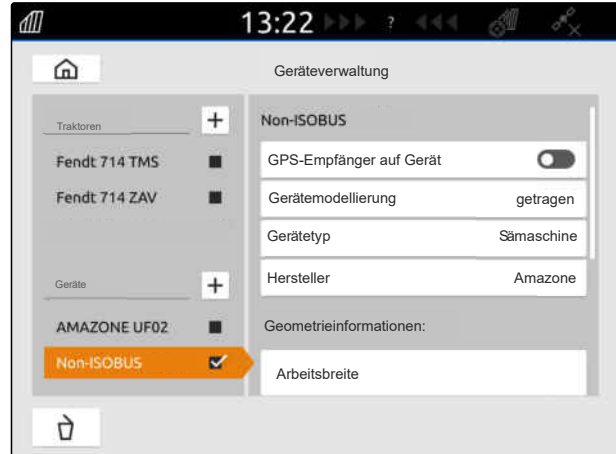 13:22 ?
Geräteverwaltung
Traktoren
Fendt 714 TMS
Fendt 714 ZAV
Geräte
AMAZONE UF02
Non-ISOBUS
Non-ISOBUS
GPS-Empfänger auf Gerät
Gerätemodellierung getragen
Gerätetyp Sämaschine
Hersteller Amazone
Geometrieinformationen:
Arbeitsbreite